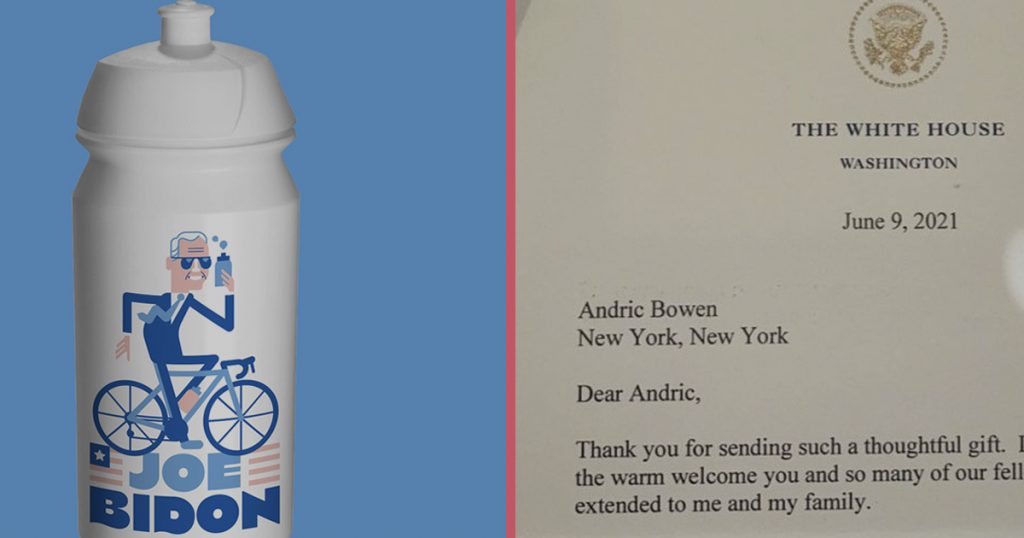 JOE
BIDON
THE WHITE HOUSE
WASHINGTON
June 9, 2021
Andric Bowen
New York, New York
Dear Andric,
Thank you for sending such a thoughtful gift. I
the warm welcome you and so many of our fell
extended to me and my family.